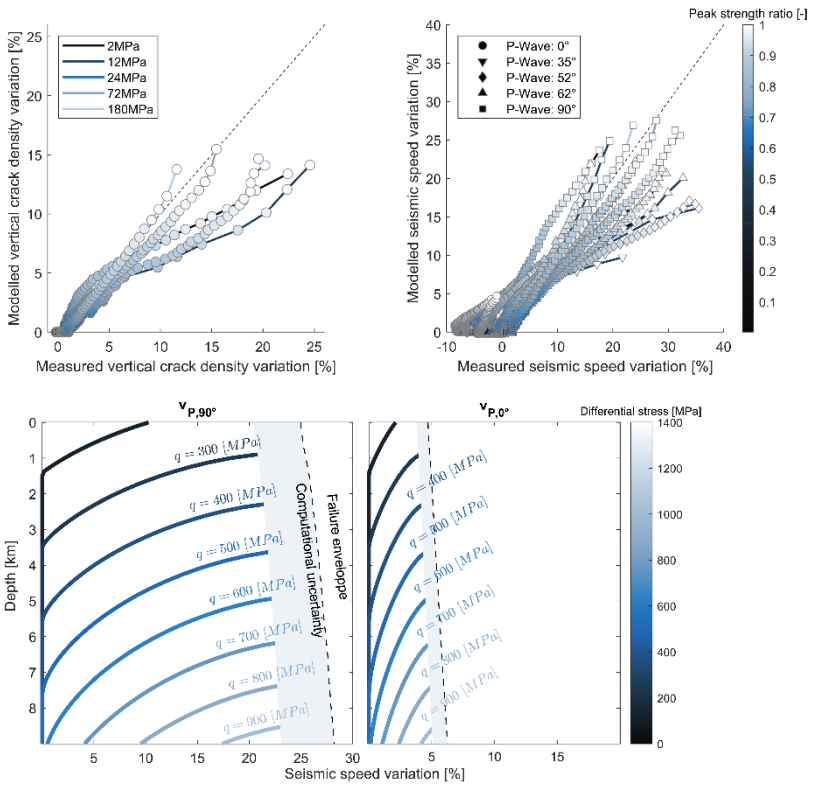 Peak strength ratio [-]
Modelled vertical crack density variation [%]
25
20
15
10
5
0
2MPa
12MPa
24MPa
72MPa
180MPa
0
5
10
15
20
25
Measured vertical crack density variation [%]
Modelled seismic speed variation [%]
40
35
30
25
20
15
10
5
0
P-Wave: 0°
P-Wave: 35°
P-Wave: 52°
P-Wave: 62°
P-Wave: 90°
-10
0
10
20
30
40
Measured seismic speed variation [%]
1
0.9
0.8
0.7
0.6
0.5
0.4
0.3
0.2
0.1
vP,90°
Depth [km]
0
1
2
3
4
5
6
7
8
q = 300 [MPa]
q = 400 [MPa]
q = 500 [MPa]
q = 600 [MPa]
q = 700 [MPa]
q = 800 [MPa]
q = 900 [MPa]
Computational uncertainty
Failure enveloppe
5
10
15
20
25
30
vP,0°
q = 400 [MPa]
q = 500 [MPa]
q = 600 [MPa]
q = 700 [MPa]
q = 800 [MPa]
q = 900 [MPa]
5
10
15
Seismic speed variation [%]
Differential stress [MPa]
1400
1200
1000
800
600
400
200
0